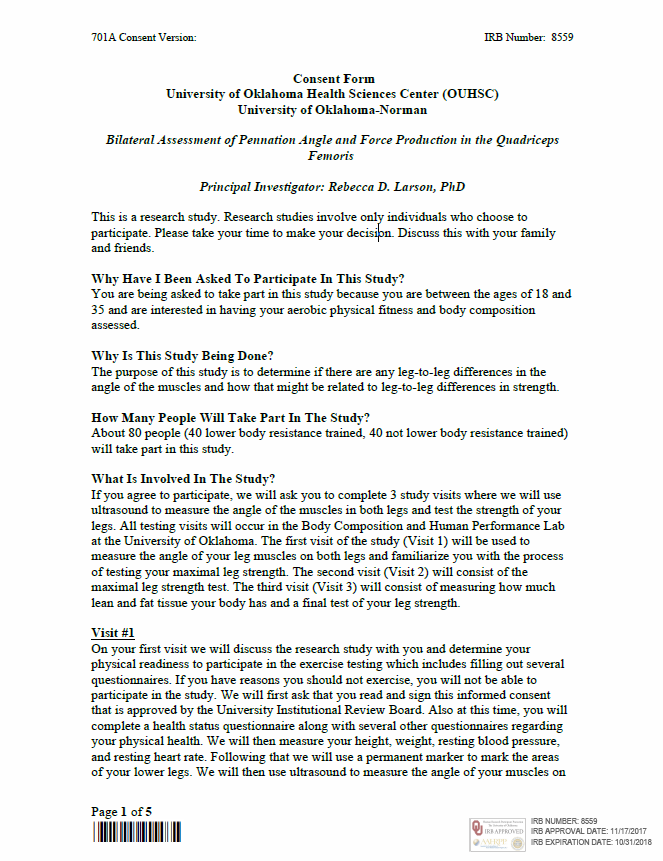 701A Consent Version: IRB Number: 8559
Consent Form
University of Oklahoma Health Sciences Center (OUHSC)
University of Oklahoma-Norman
Bilateral Assessment of Pennation Angle and Force Production in the Quadriceps
Femoris
Principal Investigator: Rebecca D. Larson, PhD
This is a research study. Research studies involve only individuals who choose to
participate. Please take your time to make your decision. Discuss this with your family
and friends.
Why Have I Been Asked To Participate In This Study?
You are being asked to take part in this study because you are between the ages of 18 and
35 and are interested in having your aerobic physical fitness and body composition
assessed.
Why Is This Study Being Done?
The purpose of this study is to determine if there are any leg-to-leg differences in the
angle of the muscles and how that might be related to leg-to-leg differences in strength.
How Many People Will Take Part In The Study?
About 80 people (40 lower body resistance trained, 40 not lower body resistance trained)
will take part in this study.
What Is Involved In The Study?
If you agree to participate, we will ask you to complete 3 study visits where we will use
ultrasound to measure the angle of the muscles in both legs and test the strength of your
legs. All testing visits will occur in the Body Composition and Human Performance Lab
at the University of Oklahoma. The first visit of the study (Visit 1) will be used to
measure the angle of your leg muscles on both legs and familiarize you with the process
of testing your maximal leg strength. The second visit (Visit 2) will consist of the
maximal leg strength test. The third visit (Visit 3) will consist of measuring how much
lean and fat tissue your body has and a final test of your leg strength.
Visit #1
On your first visit we will discuss the research study with you and determine your
physical readiness to participate in the exercise testing which includes filling out several
questionnaires. If you have reasons you should not exercise, you will not be able to
participate in the study. We will first ask that you read and sign this informed consent
that is approved by the University Institutional Review Board. Also at this time, you will
complete a health status questionnaire along with several other questionnaires regarding
your physical health. We will then measure your height, weight, resting blood pressure,
and resting heart rate. Following that we will use a permanent marker to mark the areas
of your lower legs. We will then use ultrasound to measure the angle of your muscles on
Page 1 of 5
IRB APPROVED
IRB NUMBER: 8559
IRB APPROVAL DATE: 11/17/2017
IRB EXPIRATION DATE: 10/31/2018